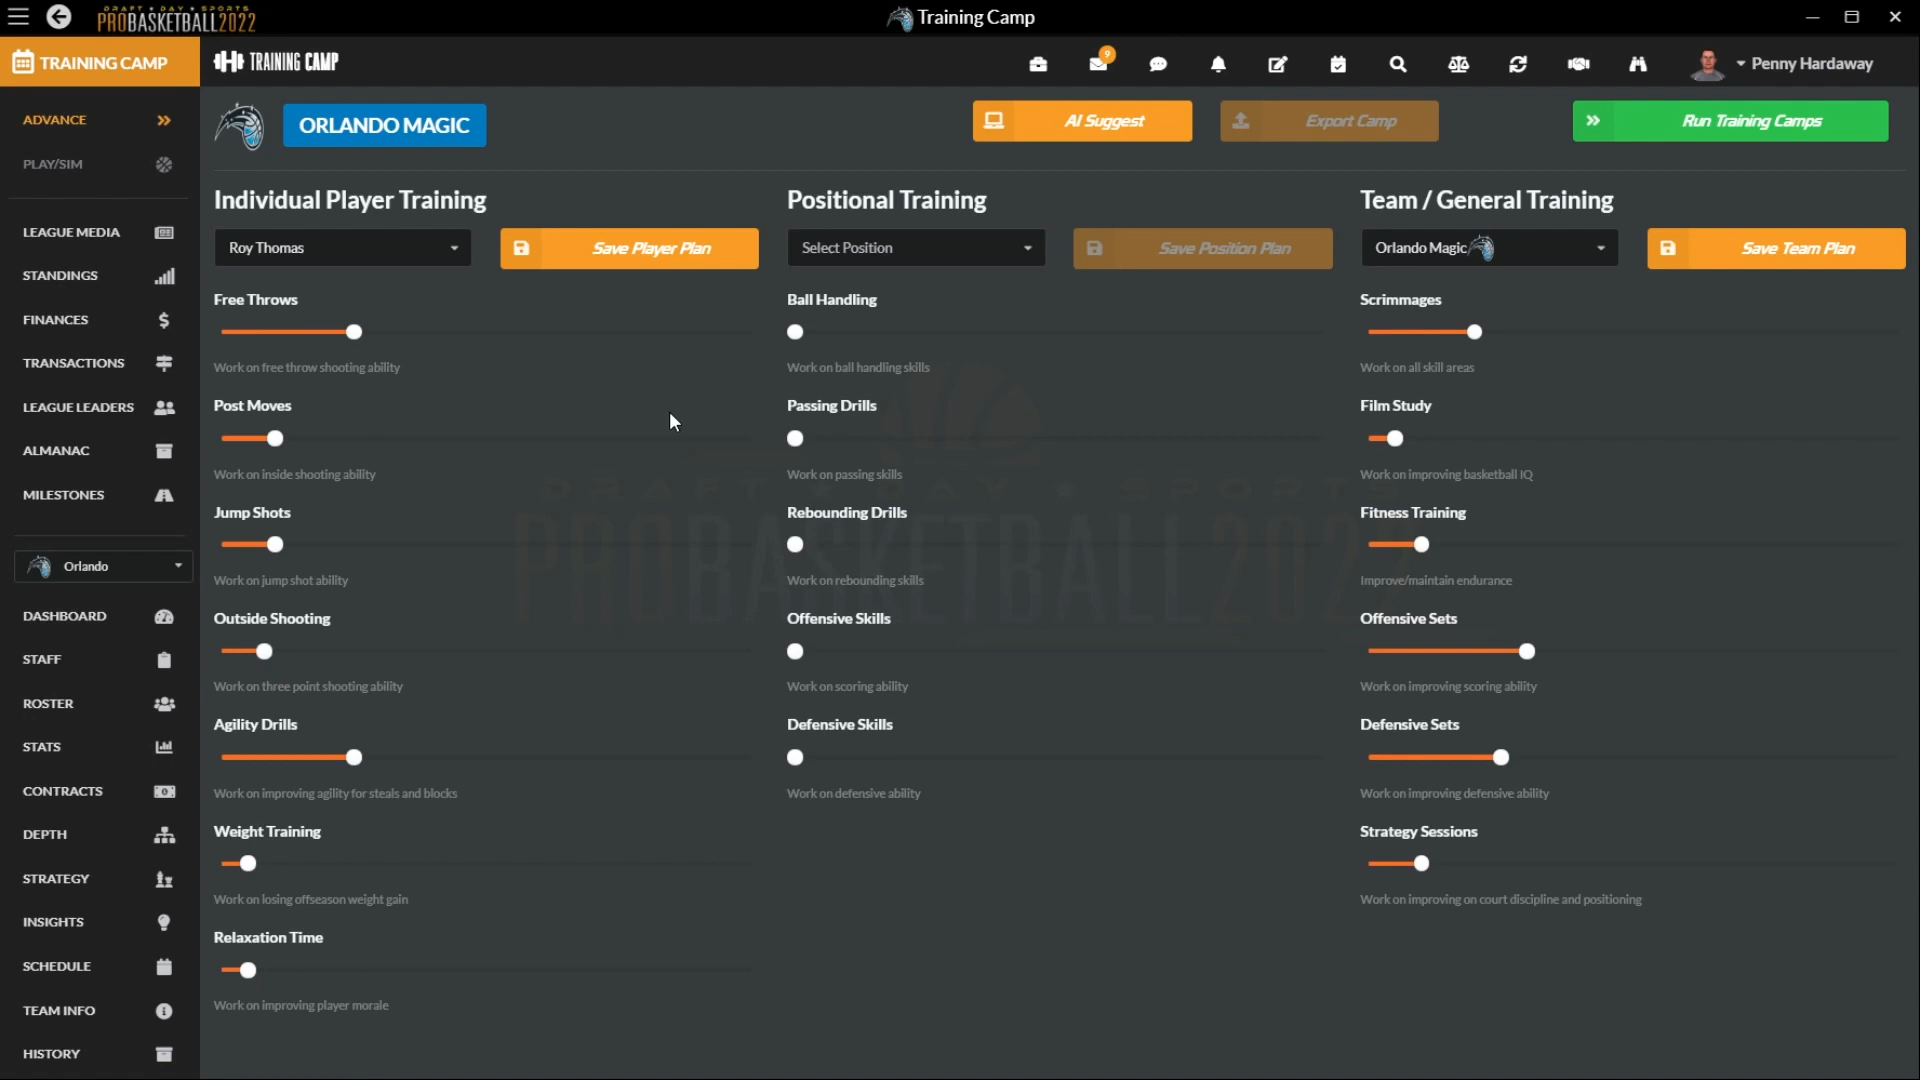 DRAFT • DAY • SPORTS
PROBASKETBALL2022
Training Camp
TRAINING CAMP
TRAINING CAMP
9
Penny Hardaway
ADVANCE
PLAY/SIM
LEAGUE MEDIA
STANDINGS
FINANCES
TRANSACTIONS
LEAGUE LEADERS
ALMANAC
MILESTONES
Orlando
DASHBOARD
STAFF
ROSTER
STATS
CONTRACTS
DEPTH
STRATEGY
INSIGHTS
SCHEDULE
TEAM INFO
HISTORY
ORLANDO MAGIC
AI Suggest
Export Camp
Run Training Camps
Individual Player Training
Roy Thomas
Save Player Plan
Free Throws
Work on free throw shooting ability
Post Moves
Work on inside shooting ability
Jump Shots
Work on jump shot ability
Outside Shooting
Work on three point shooting ability
Agility Drills
Work on improving agility for steals and blocks
Weight Training
Work on losing offseason weight gain
Relaxation Time
Work on improving player morale
Positional Training
Select Position
Save Position Plan
Ball Handling
Work on ball handling skills
Passing Drills
Work on passing skills
Rebounding Drills
Work on rebounding skills
Offensive Skills
Work on scoring ability
Defensive Skills
Work on defensive ability
Team / General Training
Orlando Magic
Save Team Plan
Scrimmages
Work on all skill areas
Film Study
Work on improving basketball IQ
Fitness Training
Improve/maintain endurance
Offensive Sets
Work on improving scoring ability
Defensive Sets
Work on improving defensive ability
Strategy Sessions
Work on improving on court discipline and positioning
DRAFT • DAY • SPORTS
PROBASKETBALL2022